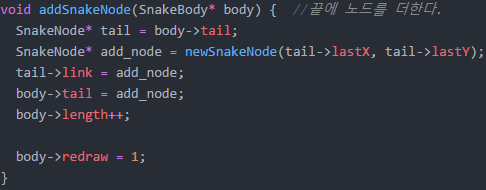 void addSnakeNode(SnakeBody* body) {  //끝에 노드를 더한다.
  SnakeNode* tail = body->tail;
  SnakeNode* add_node = newSnakeNode(tail->lastX, tail->lastY);
  tail->link = add_node;
  body->tail = add_node;
  body->length++;

  body->redraw = 1;
}